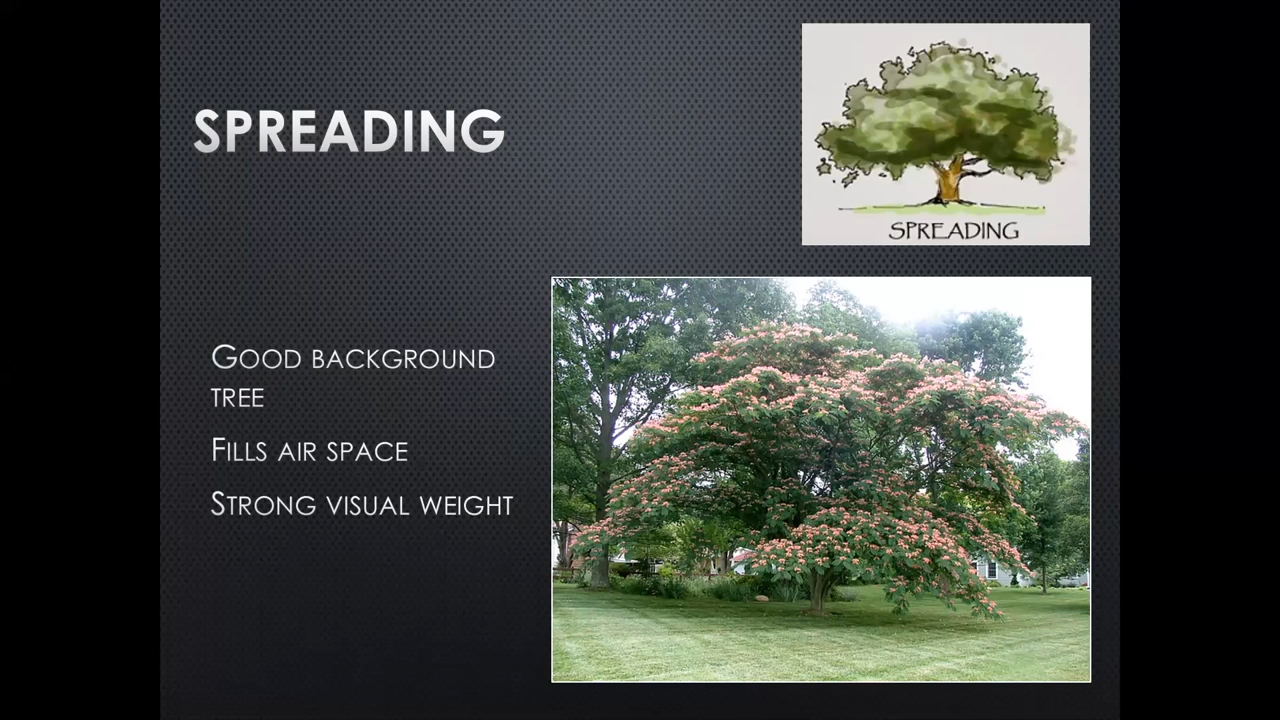 SPREADING
SPREADING
GOOD BACKGROUND
TREE
FILLS AIR SPACE
STRONG VISUAL WEIGHT